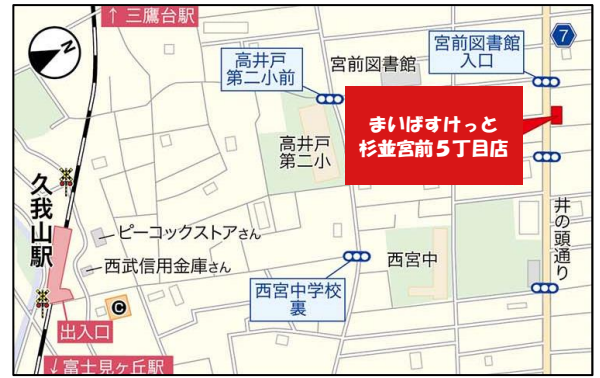 ↑ 三鷹台駅
N
高井戸
第二小前
宮前図書館
宮前図書館
入口
7
まいばすけっと
杉並宮前5丁目店
高井戸
第二小
久我山駅
ピーコックストアさん
西武信用金庫さん
C
出入口
↓富士見ヶ丘駅
西宮中学校
裏
西宮中
井の頭通り